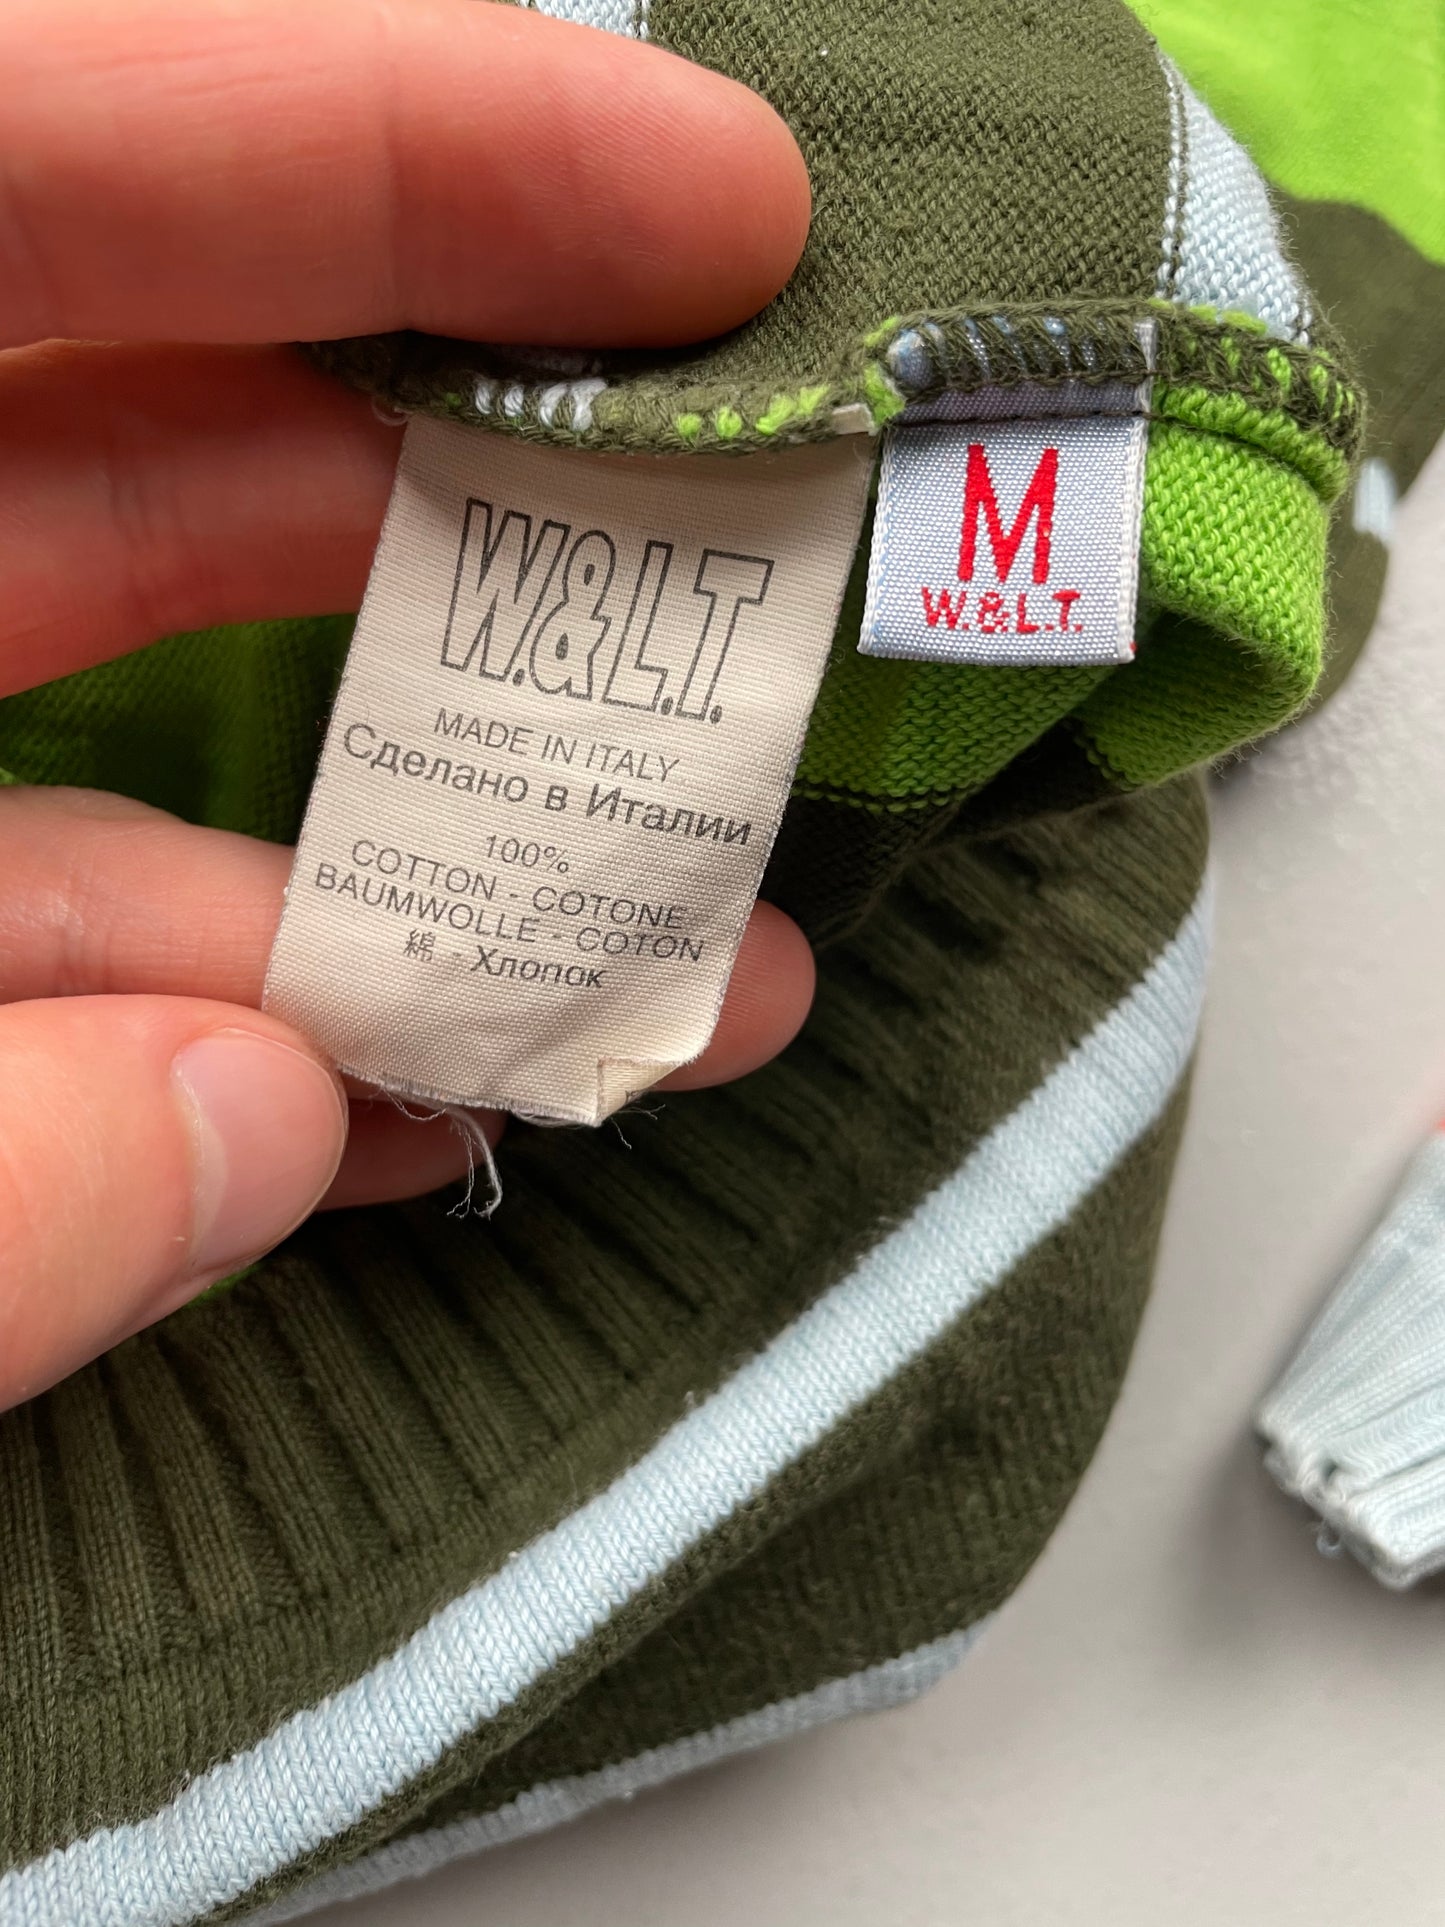 W.&L.T.
MADE IN ITALY
Сделано в Италии
100%
COTTON - COTONE
BAUMWOLLE - COTON
綿 - Хлопок
M
W.&L.T.